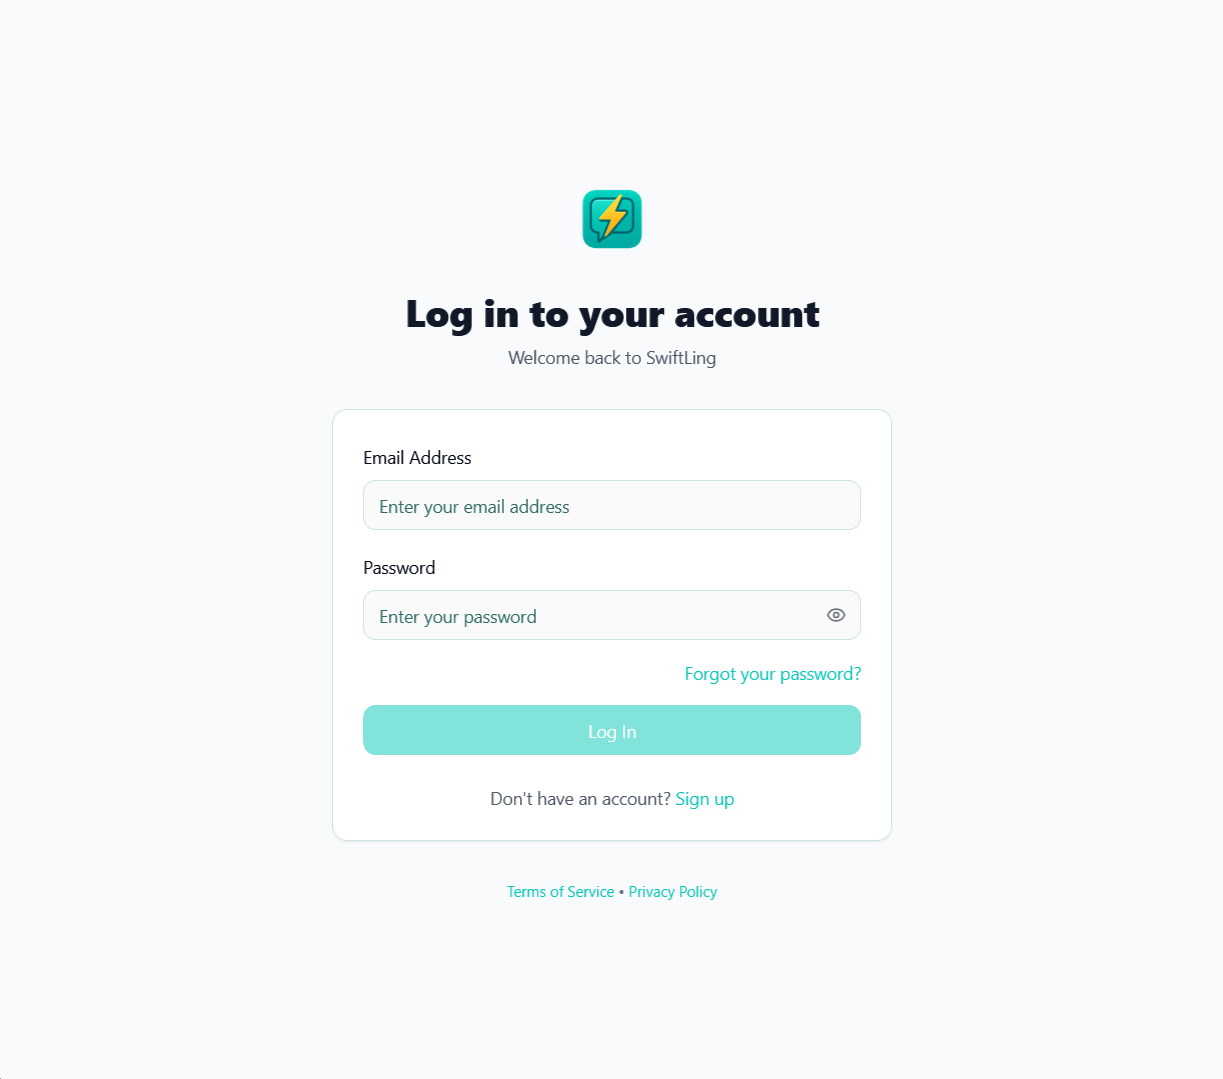 Log in to your account
Welcome back to SwiftLing
Email Address
Enter your email address
Password
Enter your password
Forgot your password?
Log In
Don't have an account? Sign up
Terms of Service • Privacy Policy